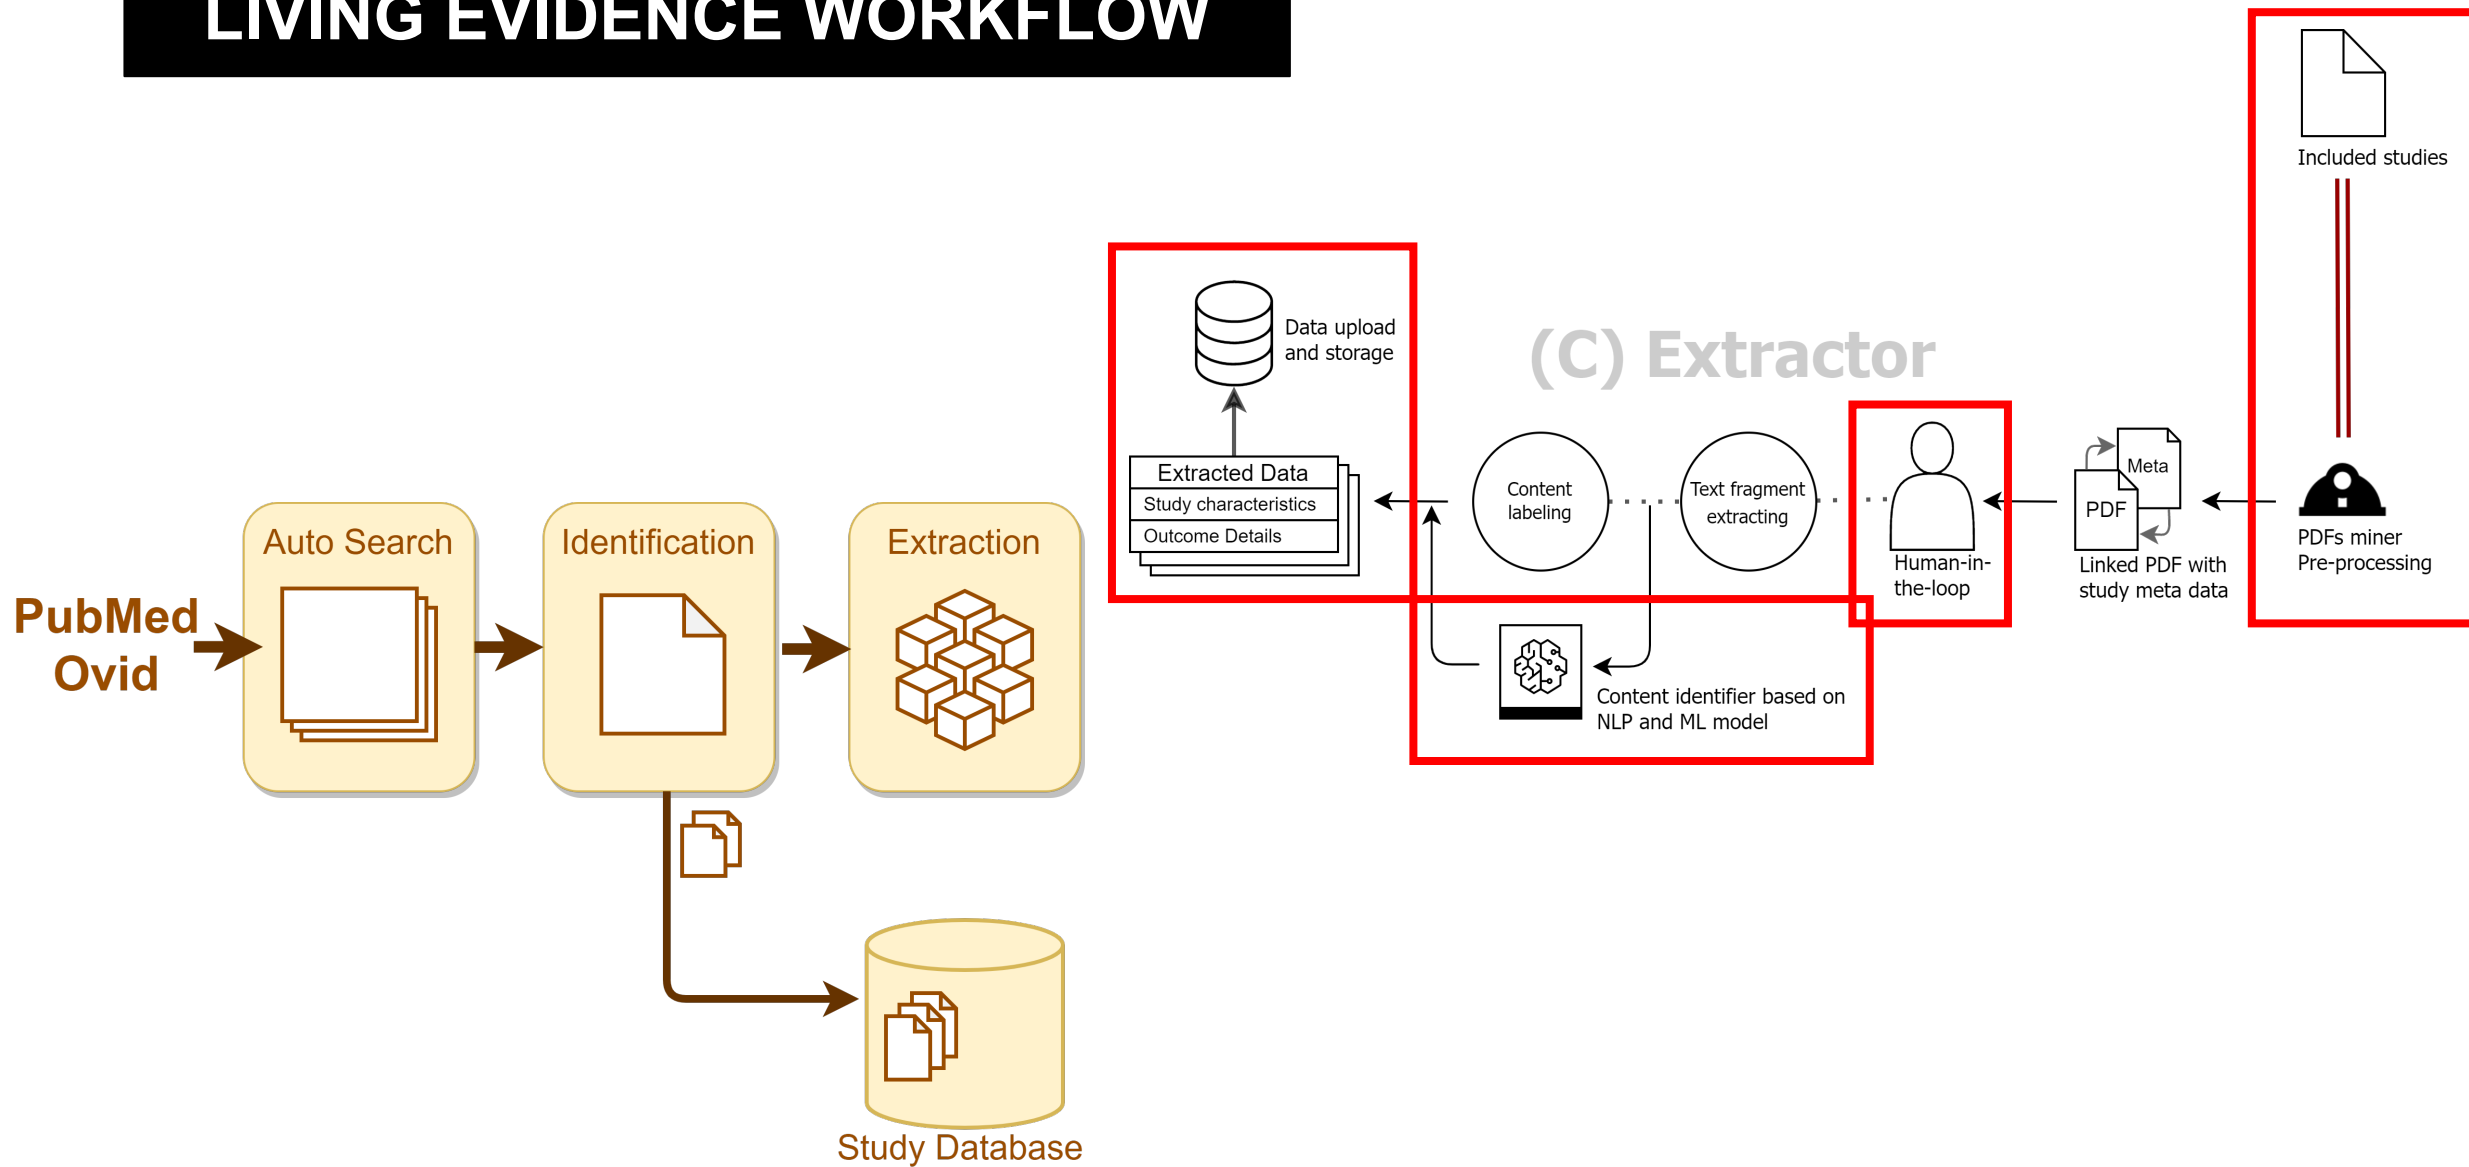 LIVING EVIDENCE WORKFLOW
Included studies
Data upload
and storage
(C) Extractor
Extracted Data
Study characteristics
Outcome Details
Content
labeling
Text fragment
extracting
Human-in-
the-loop
Meta
PDF
Linked PDF with
study meta data
PDFs miner
Pre-processing
Content identifier based on
NLP and ML model
PubMed
Ovid
Auto Search
Identification
Extraction
Study Database